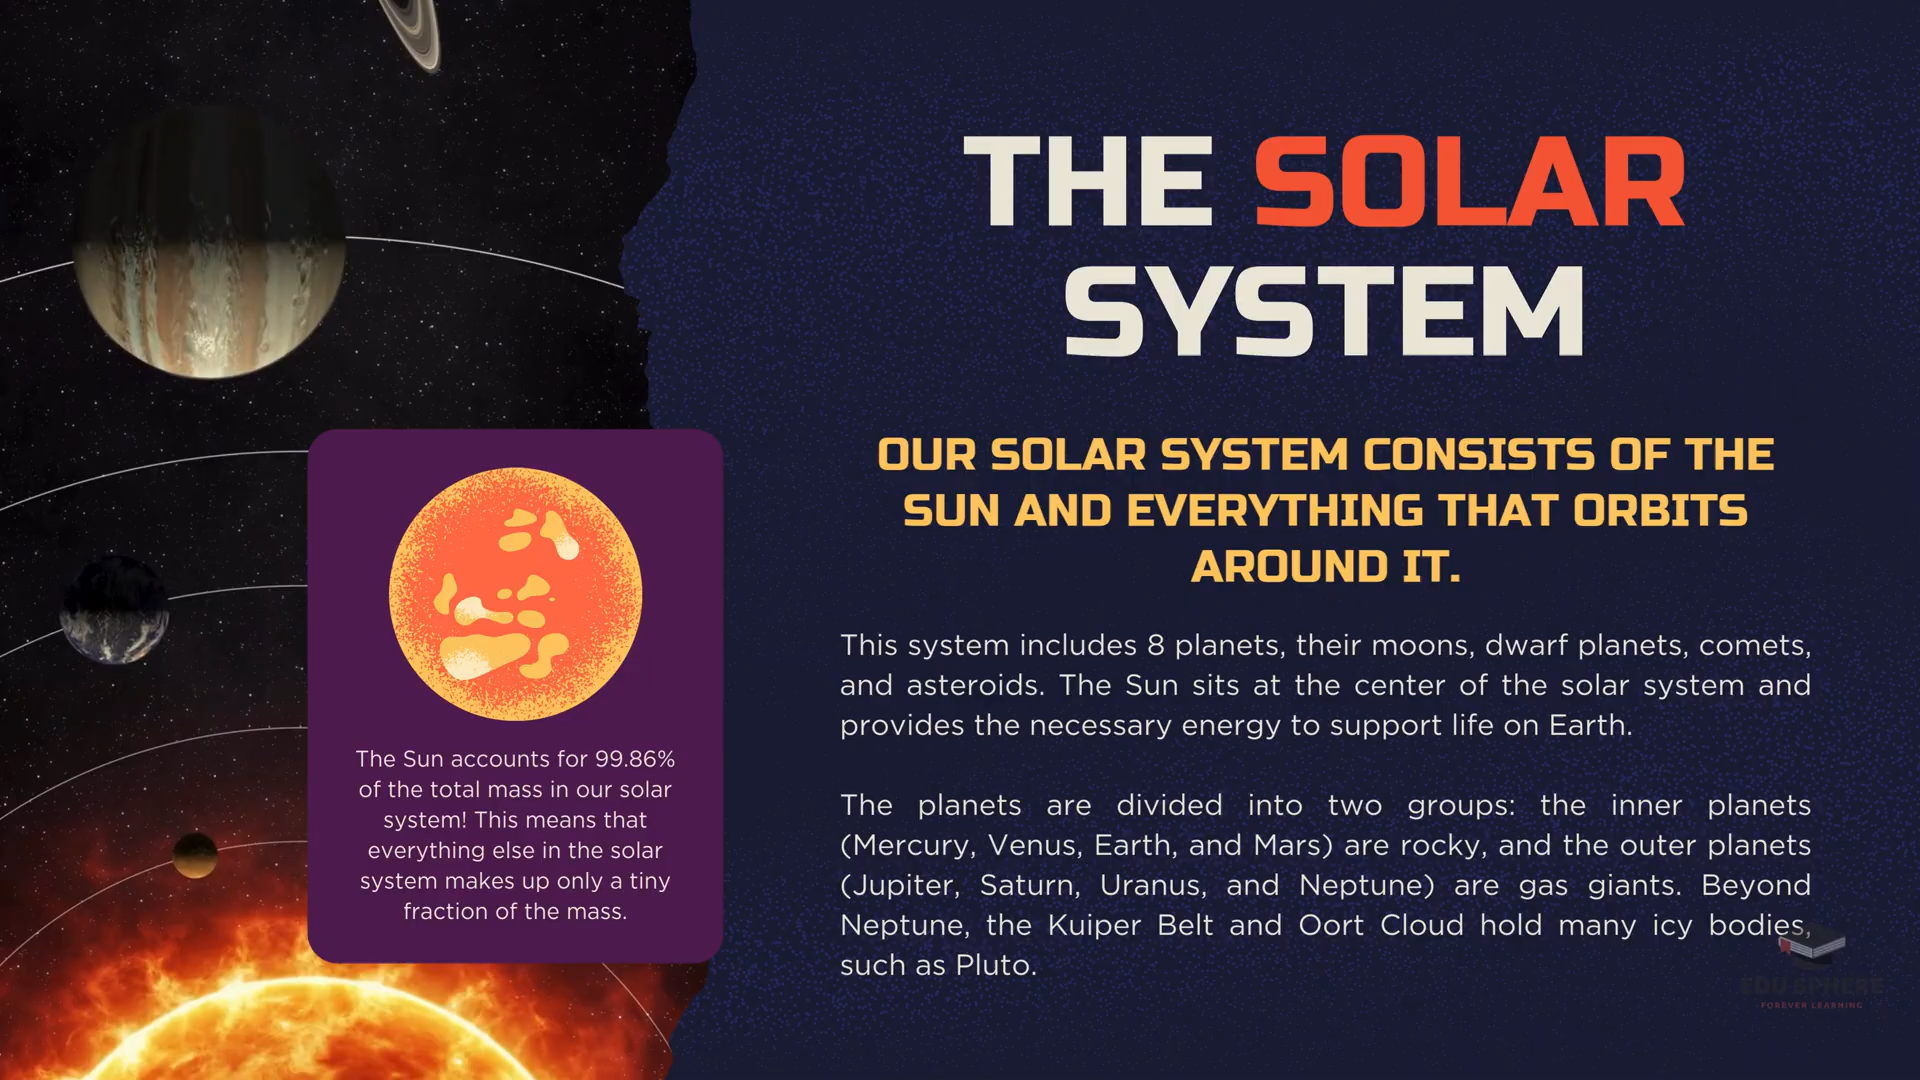 THE SOLAR
SYSTEM
OUR SOLAR SYSTEM CONSISTS OF THE
SUN AND EVERYTHING THAT ORBITS
AROUND IT.
This system includes 8 planets, their moons, dwarf planets, comets,
and asteroids. The Sun sits at the center of the solar system and
provides the necessary energy to support life on Earth.
The planets are divided into two groups: the inner planets
(Mercury, Venus, Earth, and Mars) are rocky, and the outer planets
(Jupiter, Saturn, Uranus, and Neptune) are gas giants. Beyond
Neptune, the Kuiper Belt and Oort Cloud hold many icy bodies,
such as Pluto.
The Sun accounts for 99.86%
of the total mass in our solar
system! This means that
everything else in the solar
system makes up only a tiny
fraction of the mass.
EDU SPHERE
FOREVER LEARNING